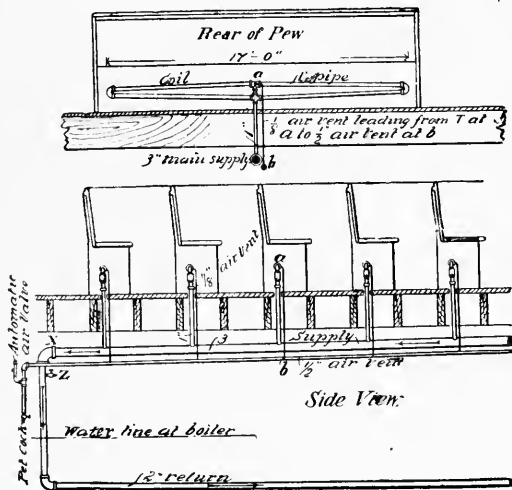 Rear of Pew
17'-0"
a
Coil
pipe
1/8 air vent leading from T at
a to 1/2 air vent at b
1"
3" main supply
b
1/8" air vent
a
Automatic
air valve
3" Supply
b
1/2" air vent
Z
Side View.
Pet cock
Water line at boiler
2" return